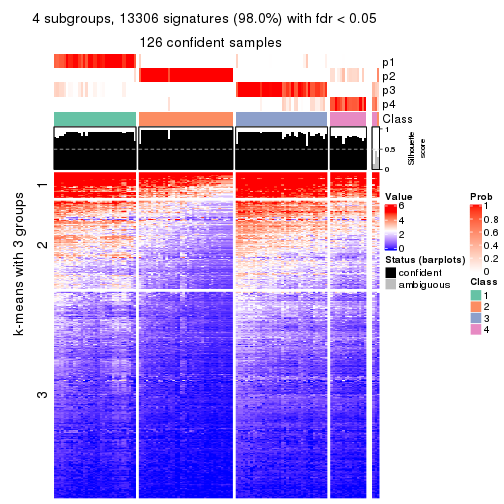 4 subgroups, 13306 signatures (98.0%) with fdr < 0.05
126 confident samples
p1
p2
p3
p4
Class
1
0.5
0
Silhouette
score
k-means with 3 groups
1
2
3
Value
6
4
2
0
Status (barplots)
confident
ambiguous
Prob
1
0.8
0.6
0.4
0.2
0
Class
1
2
3
4